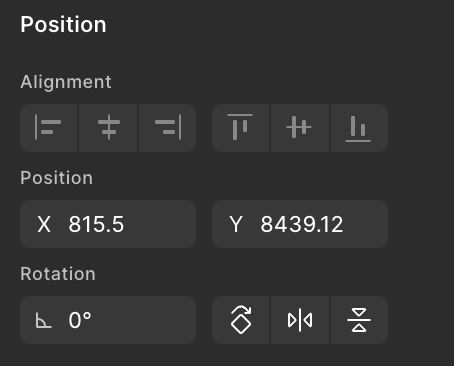 Position
Alignment
Position
X 815.5 Y 8439.12
Rotation
0°